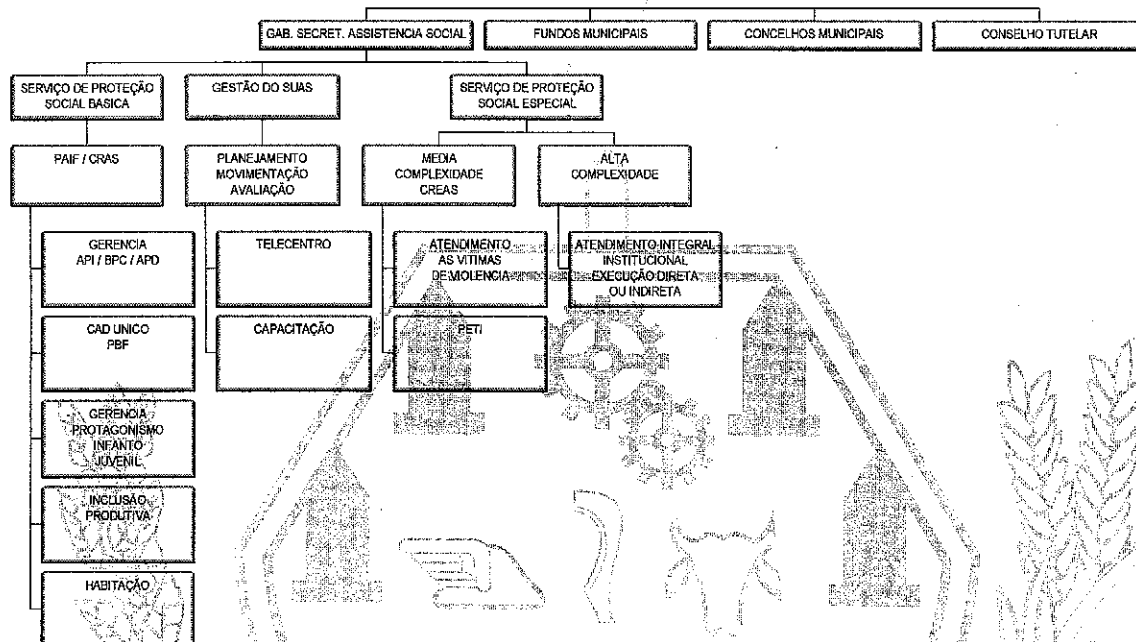 GAB. SECRET. ASSISTENCIA SOCIAL
FUNDOS MUNICIPAIS
CONCELHOS MUNICIPAIS
CONSELHO TUTELAR
SERVIÇO DE PROTEÇÃO
SOCIAL BASICA
GESTÃO DO SUAS
SERVIÇO DE PROTEÇÃO
SOCIAL ESPECIAL
PAIF / CRAS
PLANEJAMENTO
MOVIMENTAÇÃO
AVALIAÇÃO
MEDIA
COMPLEXIDADE
CREAS
ALTA
COMPLEXIDADE
GERENCIA
API / BPC / APD
TELECENTRO
ATENDIMENTO
AS VITIMAS
DE VIOLENCIA
ATENDIMENTO INTEGRAL
INSTITUCIONAL
EXECUÇÃO DIRETA
OU INDIRETA
CAD UNICO
PBF
CAPACITAÇÃO
PETI
GERENCIA
PROTAGONISMO
INFANTO
JUVENIL
INCLUSÃO
PRODUTIVA
HABITAÇÃO